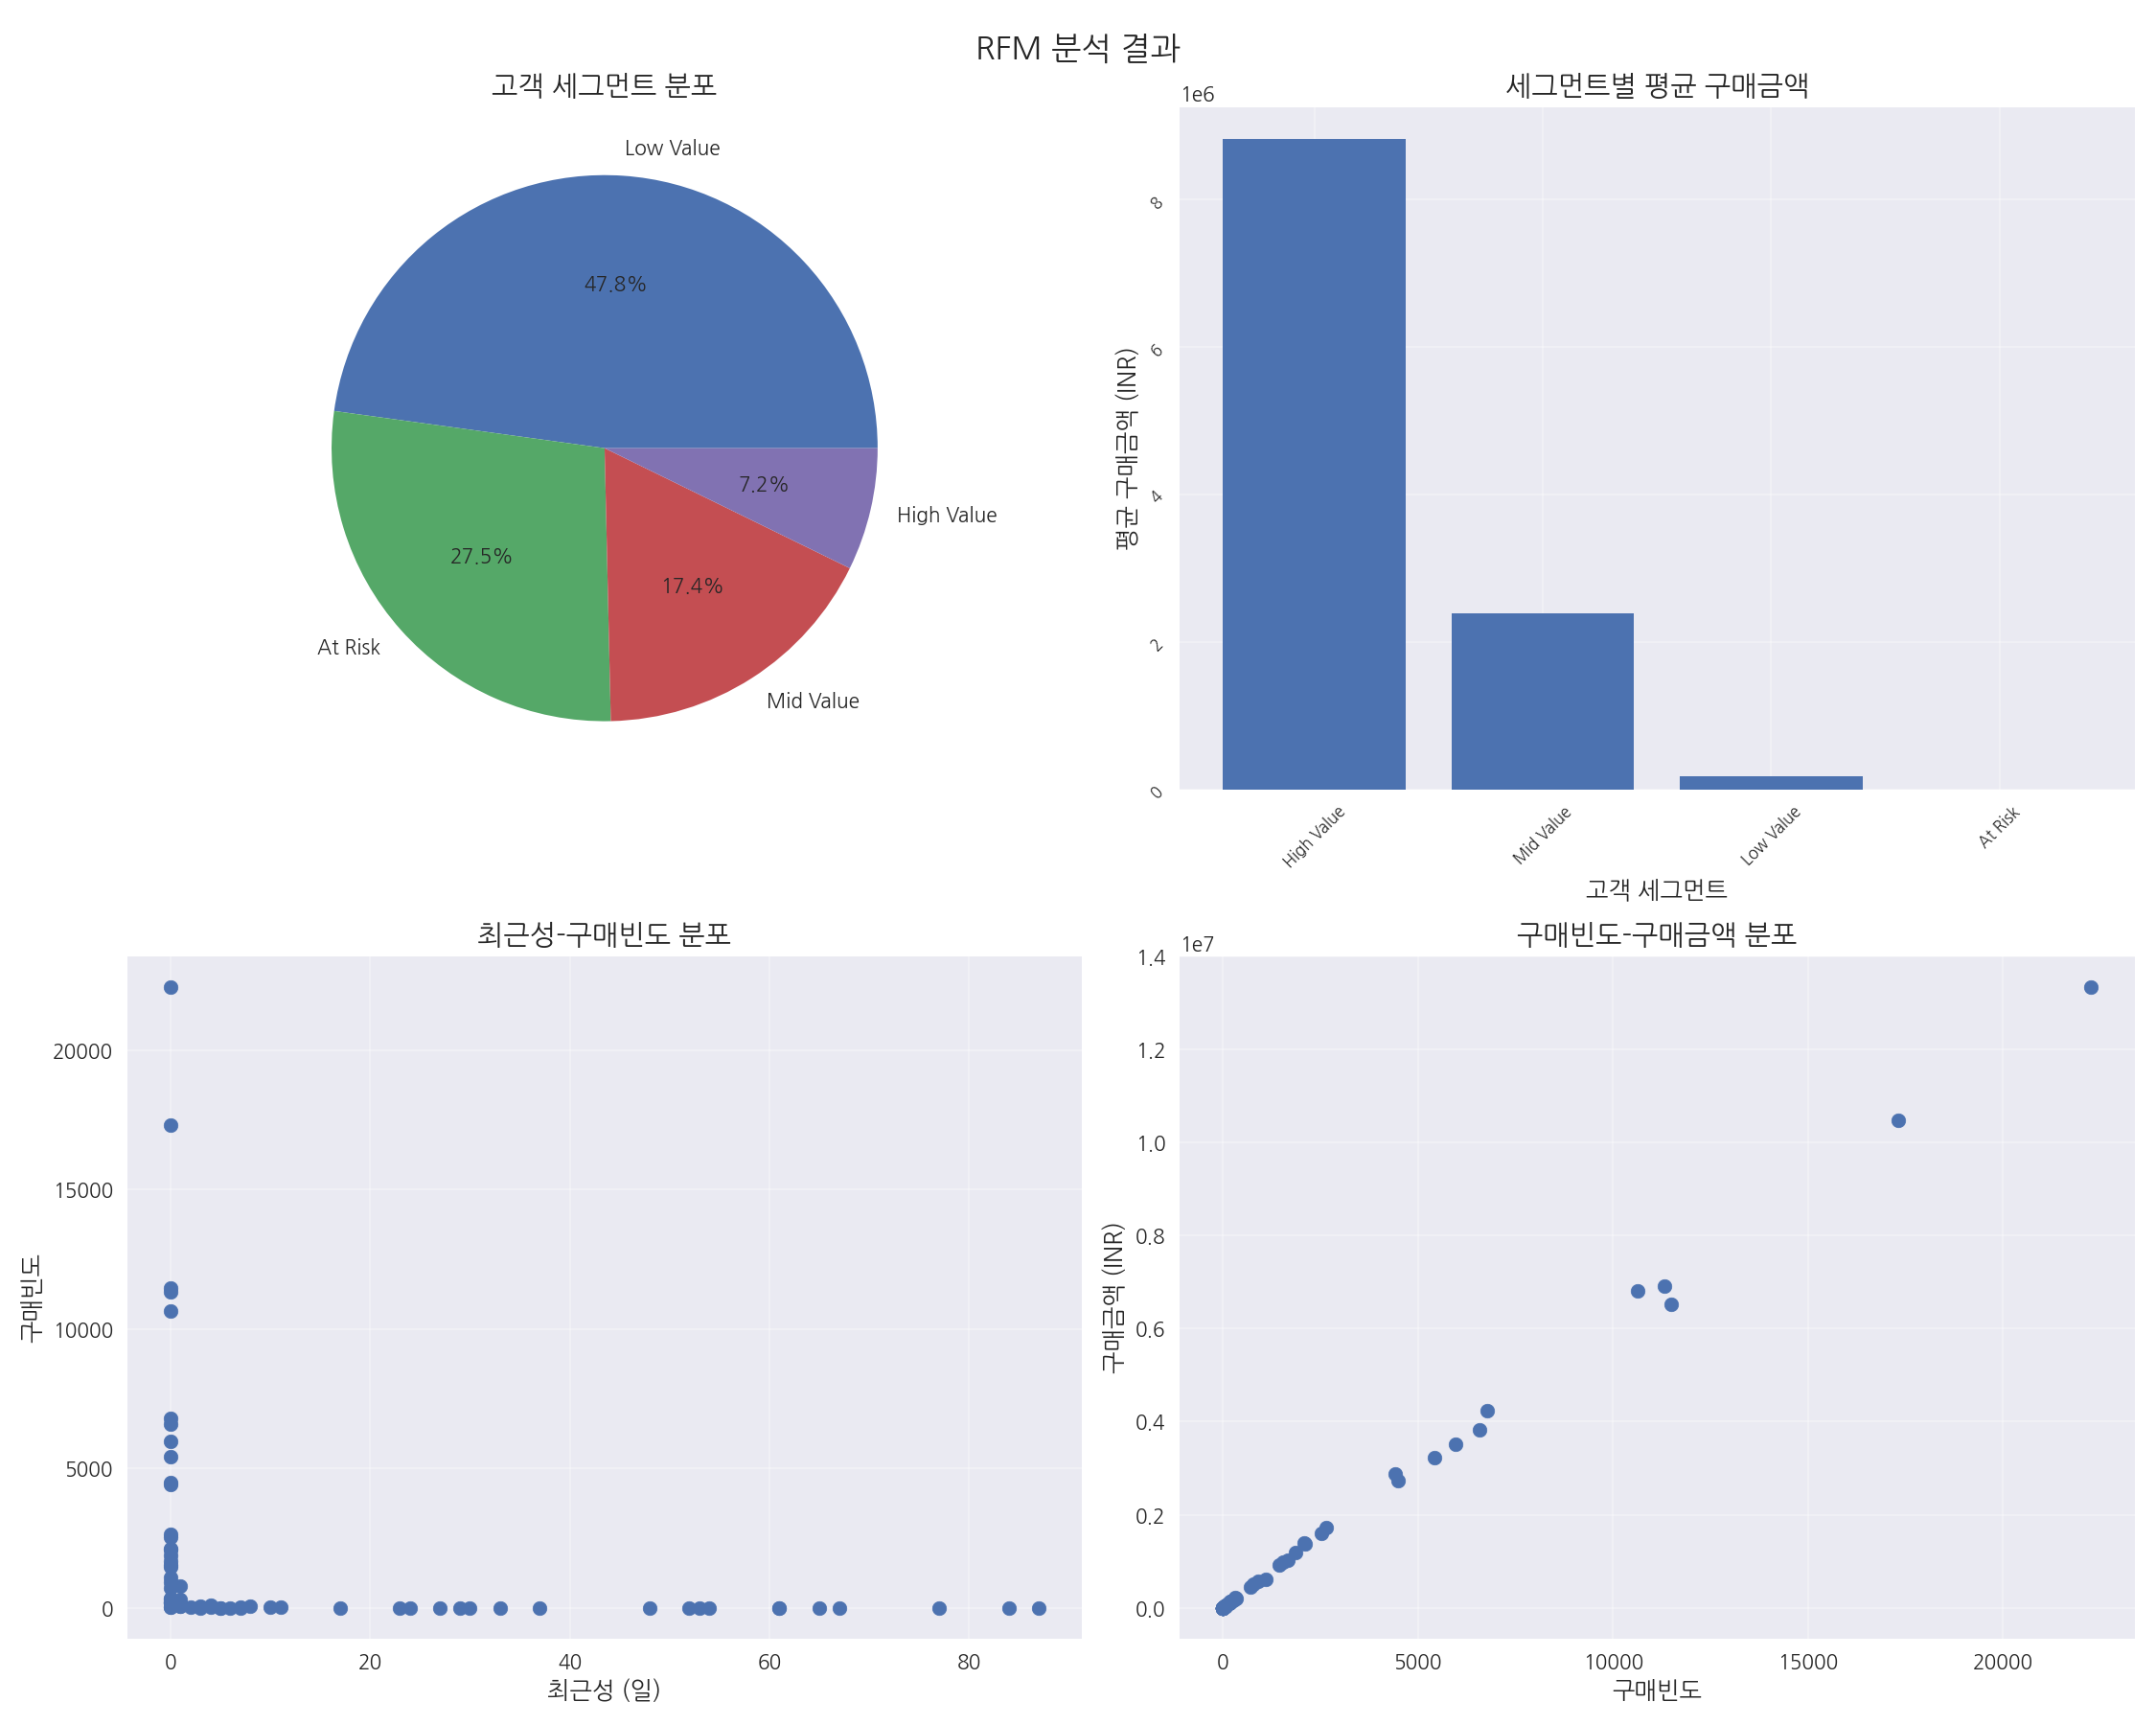 RFM 분석 결과
고객 세그먼트 분포
Low Value
47.8%
7.2%
High Value
27.5%
17.4%
At Risk
Mid Value
세그먼트별 평균 구매금액
1e6
8
6
4
2
0
평균 구매금액 (INR)
High Value
Mid Value
Low Value
At Risk
고객 세그먼트
최근성-구매빈도 분포
20000
15000
10000
5000
0
구매빈도
0
20
40
60
80
최근성 (일)
구매빈도-구매금액 분포
1e7
1.4
1.2
1.0
0.8
0.6
0.4
0.2
0.0
구매금액 (INR)
0
5000
10000
15000
20000
구매빈도